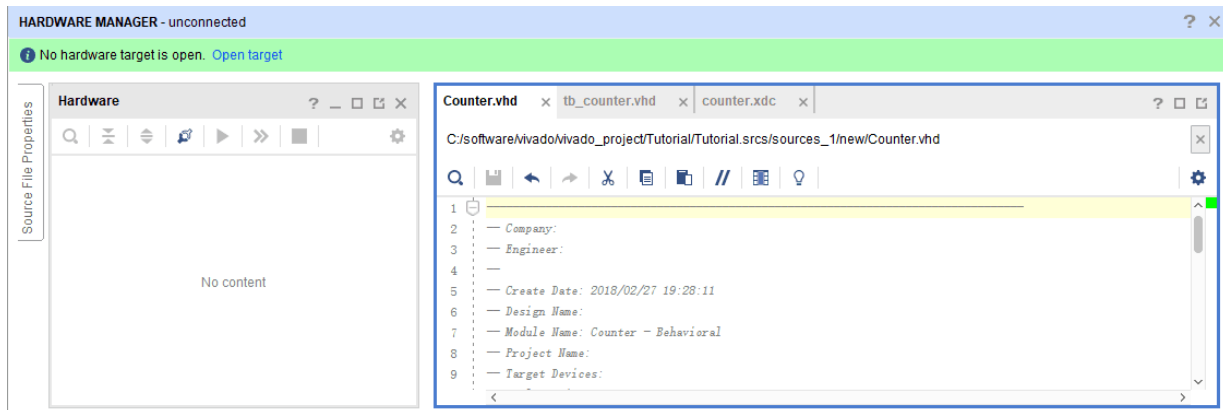 HARDWARE MANAGER - unconnected
No hardware target is open. Open target
Source File Properties
Hardware
No content
Counter.vhd
tb_counter.vhd
counter.xdc
C:/software/vivado/vivado_project/Tutorial/Tutorial.srcs/sources_1/new/Counter.vhd
1
2 -- Company:
3 -- Engineer:
4 --
5 -- Create Date: 2018/02/27 19:28:11
6 -- Design Name:
7 -- Module Name: Counter - Behavioral
8 -- Project Name:
9 -- Target Devices: